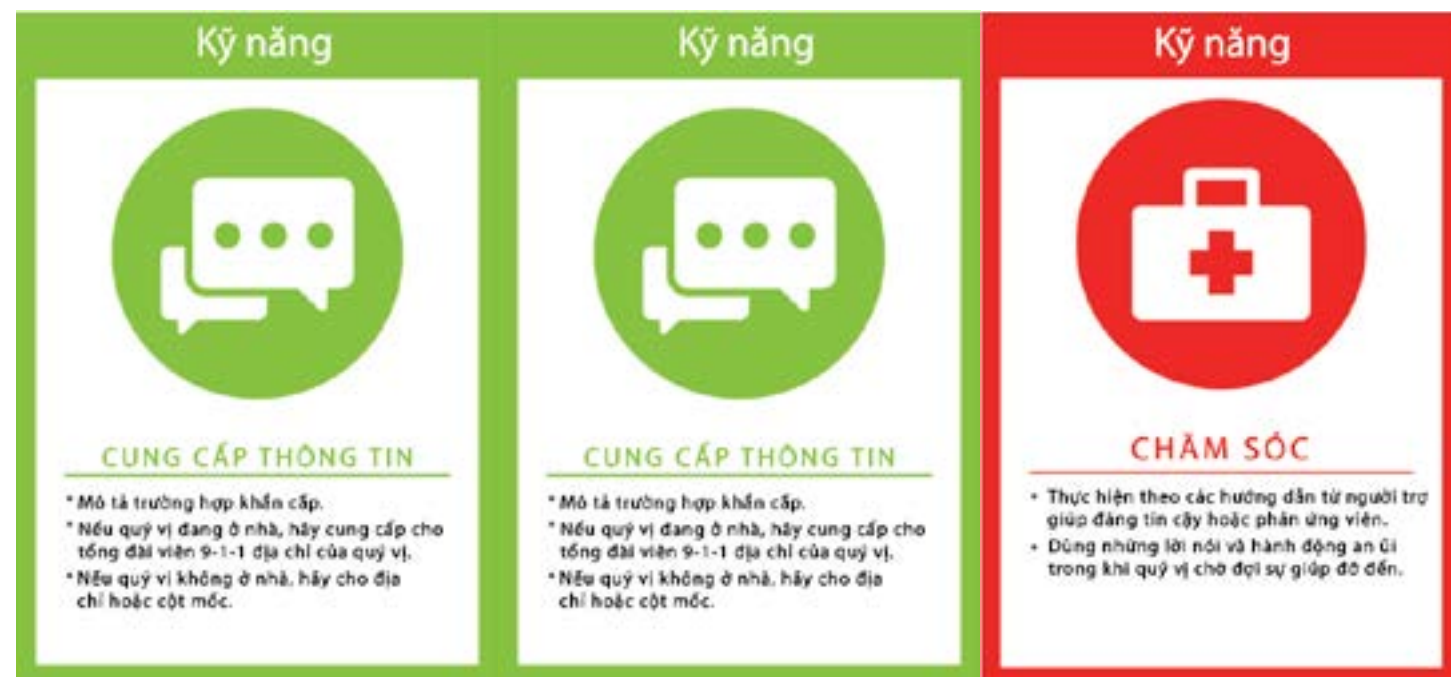 Kỹ năng
CUNG CẤP THÔNG TIN
* Mô tả trường hợp khẩn cấp.
* Nếu quý vị đang ở nhà, hãy cung cấp cho
tổng đài viên 9-1-1 địa chỉ của quý vị.
* Nếu quý vị không ở nhà, hãy cho địa
chỉ hoặc cột mốc.
Kỹ năng
CUNG CẤP THÔNG TIN
* Mô tả trường hợp khẩn cấp.
* Nếu quý vị đang ở nhà, hãy cung cấp cho
tổng đài viên 9-1-1 địa chỉ của quý vị.
* Nếu quý vị không ở nhà, hãy cho địa
chỉ hoặc cột mốc.
Kỹ năng
CHĂM SÓC
• Thực hiện theo các hướng dẫn từ người trợ
giúp đáng tin cậy hoặc phản ứng viên.
• Dùng những lời nói và hành động an ủi
trong khi quý vị chờ đợi sự giúp đỡ đến.